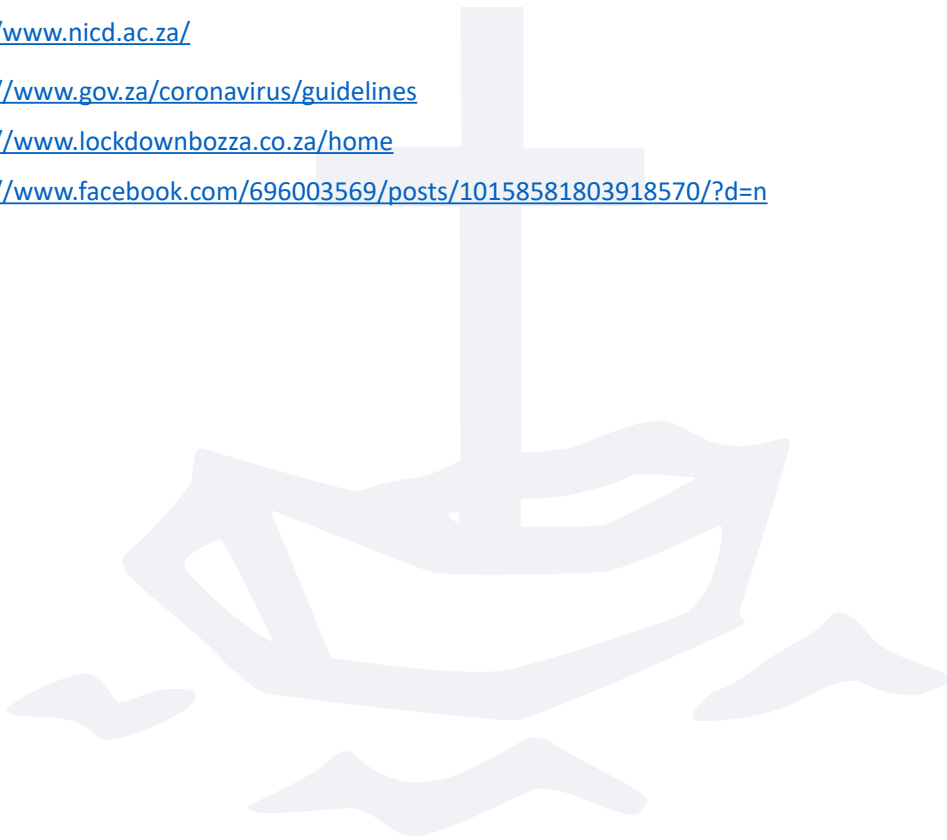 /www.nicd.ac.za/
//www.gov.za/coronavirus/guidelines
//www.lockdownbozza.co.za/home
//www.facebook.com/696003569/posts/10158581803918570/?d=n